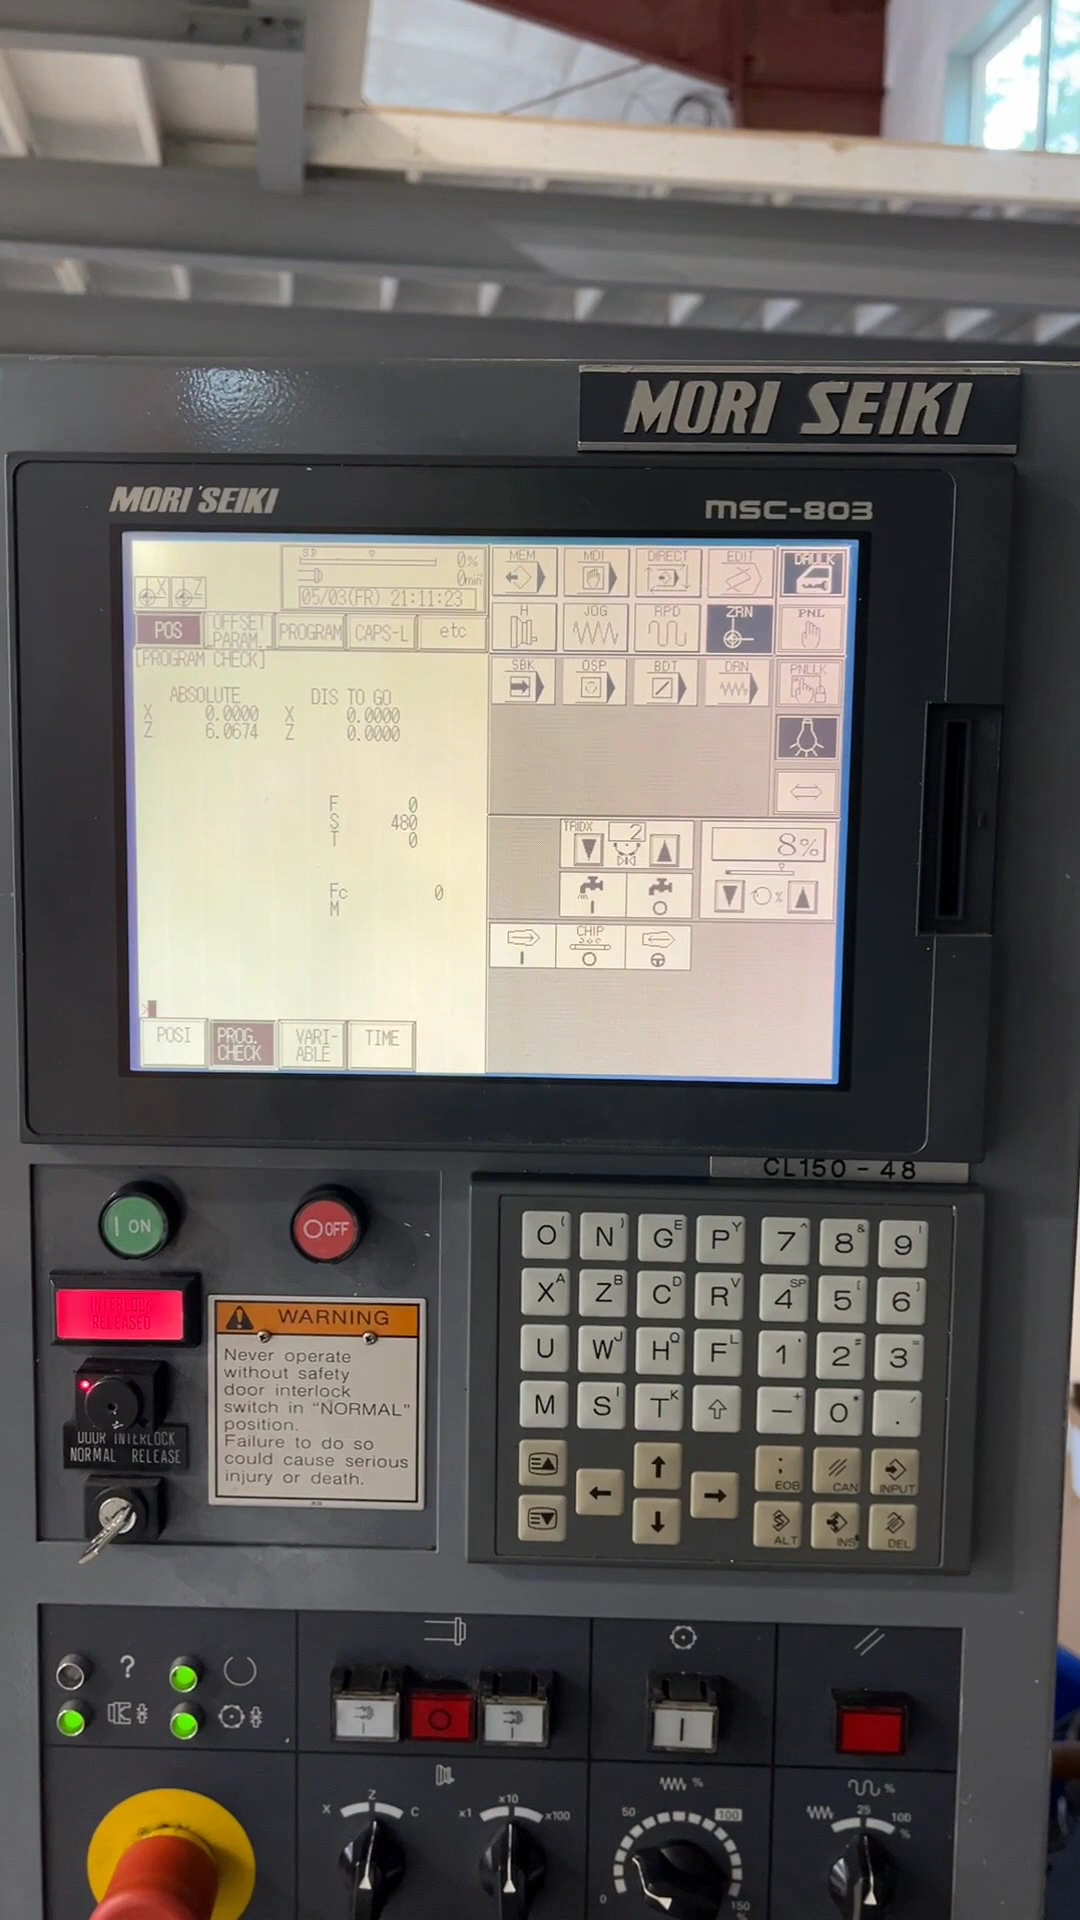 MORI SEIKI
MORI SEIKI
MSC-803
SP
0%
0min
05/03(FR) 21:11:23
X Z
POS
OFFSET
PARAM.
PROGRAM
CAPS-L
etc
[PROGRAM CHECK]
ABSOLUTE DIS TO GO
X 0.0000 X 0.0000
Z 6.0674 Z 0.0000
F 0
S 480
T 0
Fc 0
M
>
POSI
PROG.
CHECK
VARI-
ABLE
TIME
MEM MDI DIRECT EDIT DRULK
H JOG RPD ZRN PNL
SBK OSP BDT DRN PNLLK
TRIDX 2
8%
%
CHIP
CL150-48
I ON
OFF
INTERLOCK
RELEASED
DOOR INTERLOCK
NORMAL RELEASE
WARNING
Never operate
without safety
door interlock
switch in "NORMAL"
position.
Failure to do so
could cause serious
injury or death.
O ( N ) G E P Y 7 ^ 8 & 9 '
X A Z B C D R V 4 SP 5 [ 6 ]
U W J H Q F L 1 , 2 # 3 =
M S I T K - + 0 * . /
; EOB CAN INPUT
ALT INS DEL
?
X Z C
x1 x10 x100
%
0 50 100 150
%
%
25 100
%